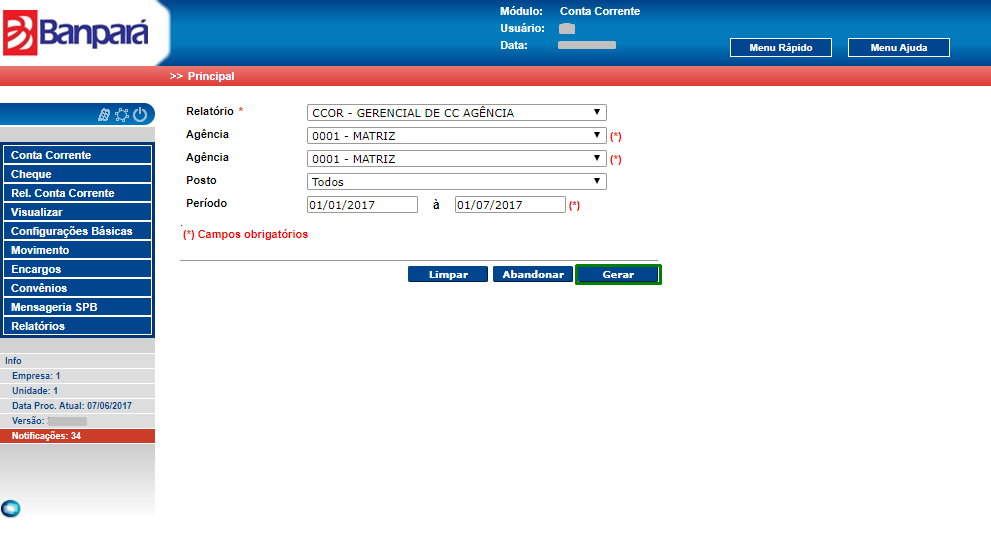 Banpará
Módulo: Conta Corrente
Usuário:
Data:
Menu Rápido Menu Ajuda
>> Principal
Conta Corrente
Cheque
Rel. Conta Corrente
Visualizar
Configurações Básicas
Movimento
Encargos
Convênios
Mensageria SPB
Relatórios
Info
Empresa: 1
Unidade: 1
Data Proc. Atual: 07/06/2017
Versão:
Notificações: 34
Relatório * CCOR - GERENCIAL DE CC AGÊNCIA
Agência 0001 - MATRIZ (*)
Agência 0001 - MATRIZ (*)
Posto Todos
Período 01/01/2017 à 01/07/2017 (*)
(*) Campos obrigatórios
Limpar Abandonar Gerar